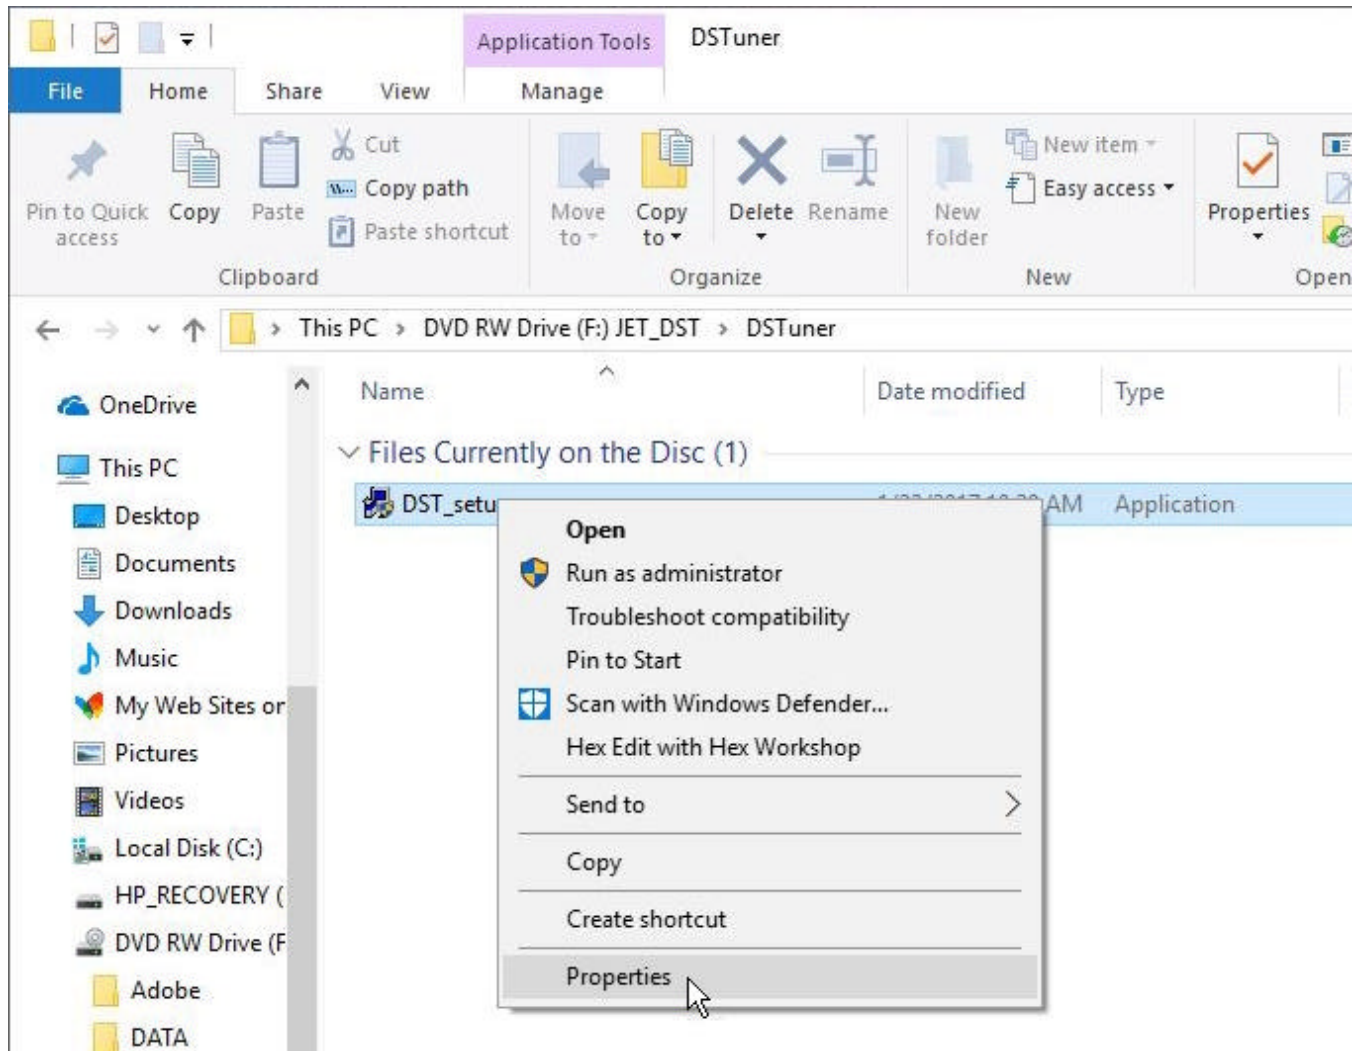 Application Tools
DSTuner
File
Home
Share
View
Manage
Pin to Quick
access
Copy
Paste
Cut
Copy path
Paste shortcut
Clipboard
Move
to
Copy
to
Delete
Rename
Organize
New
folder
New item
Easy access
New
Properties
Open
This PC > DVD RW Drive (F:) JET_DST > DSTuner
Name
Date modified
Type
Files Currently on the Disc (1)
DST_setu
AM
Application
OneDrive
This PC
Desktop
Documents
Downloads
Music
My Web Sites or
Pictures
Videos
Local Disk (C:)
HP_RECOVERY (
DVD RW Drive (F
Adobe
DATA
Open
Run as administrator
Troubleshoot compatibility
Pin to Start
Scan with Windows Defender...
Hex Edit with Hex Workshop
Send to
Copy
Create shortcut
Properties